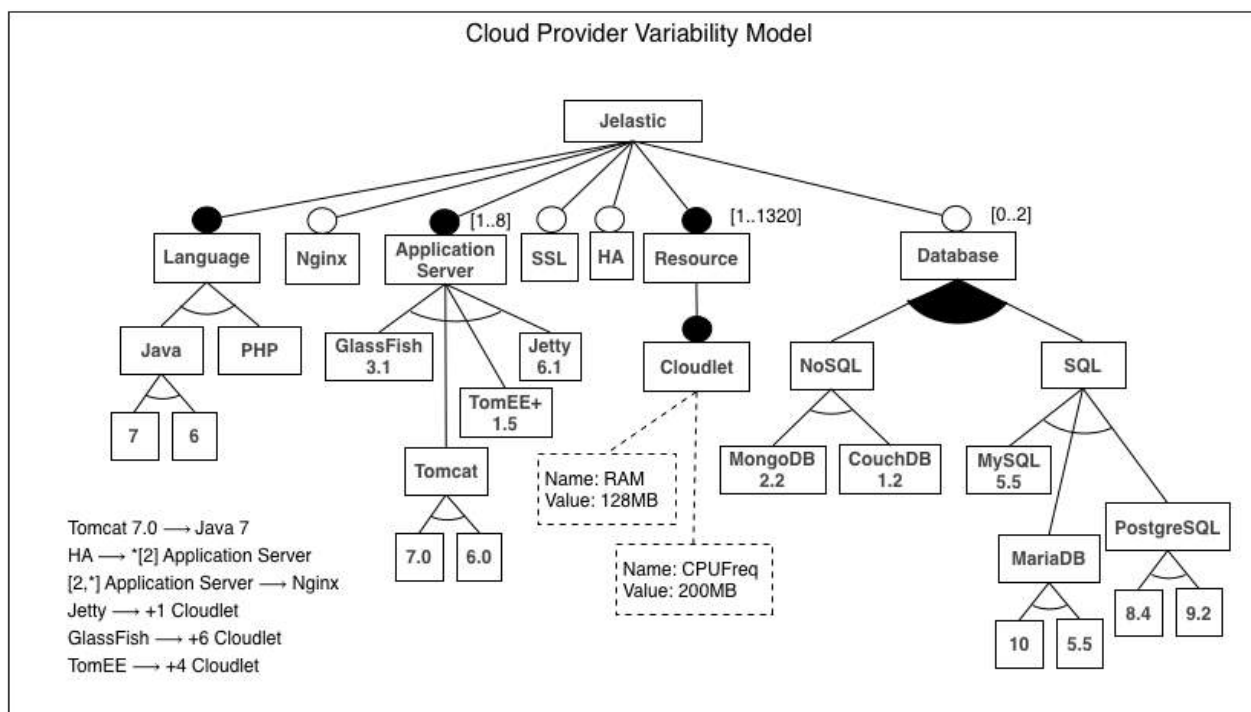 Cloud Provider Variability Model
Jelastic
[1..8]
[1..1320]
[0..2]
Language
Nginx
Application
Server
SSL
HA
Resource
Database
Java
PHP
GlassFish
3.1
Jetty
6.1
Cloudlet
NoSQL
SQL
TomEE+
1.5
7
6
Tomcat
MongoDB
2.2
CouchDB
1.2
MySQL
5.5
Name: RAM
Value: 128MB
PostgreSQL
7.0
6.0
MariaDB
Name: CPUFreq
Value: 200MB
8.4
9.2
10
5.5
Tomcat 7.0 ⟶ Java 7
HA ⟶ *[2] Application Server
[2,*] Application Server ⟶ Nginx
Jetty ⟶ +1 Cloudlet
GlassFish ⟶ +6 Cloudlet
TomEE ⟶ +4 Cloudlet